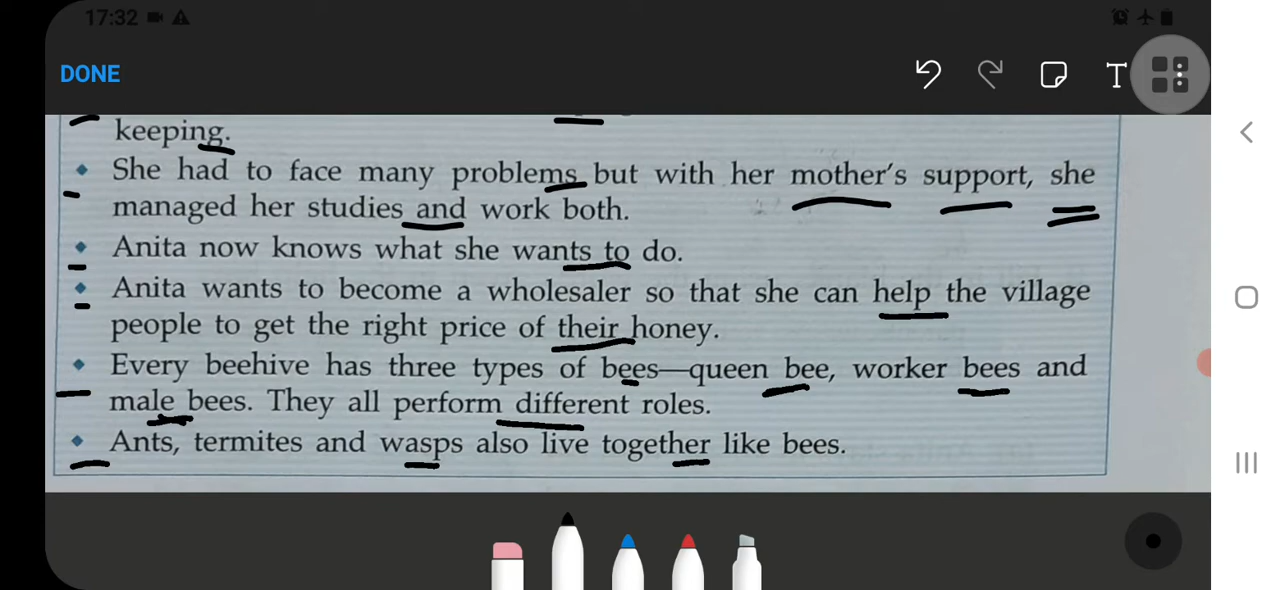 17:32
DONE
T
keeping.
◆ She had to face many problems but with her mother's support, she
managed her studies and work both.
◆ Anita now knows what she wants to do.
◆ Anita wants to become a wholesaler so that she can help the village
people to get the right price of their honey.
◆ Every beehive has three types of bees—queen bee, worker bees and
male bees. They all perform different roles.
◆ Ants, termites and wasps also live together like bees.